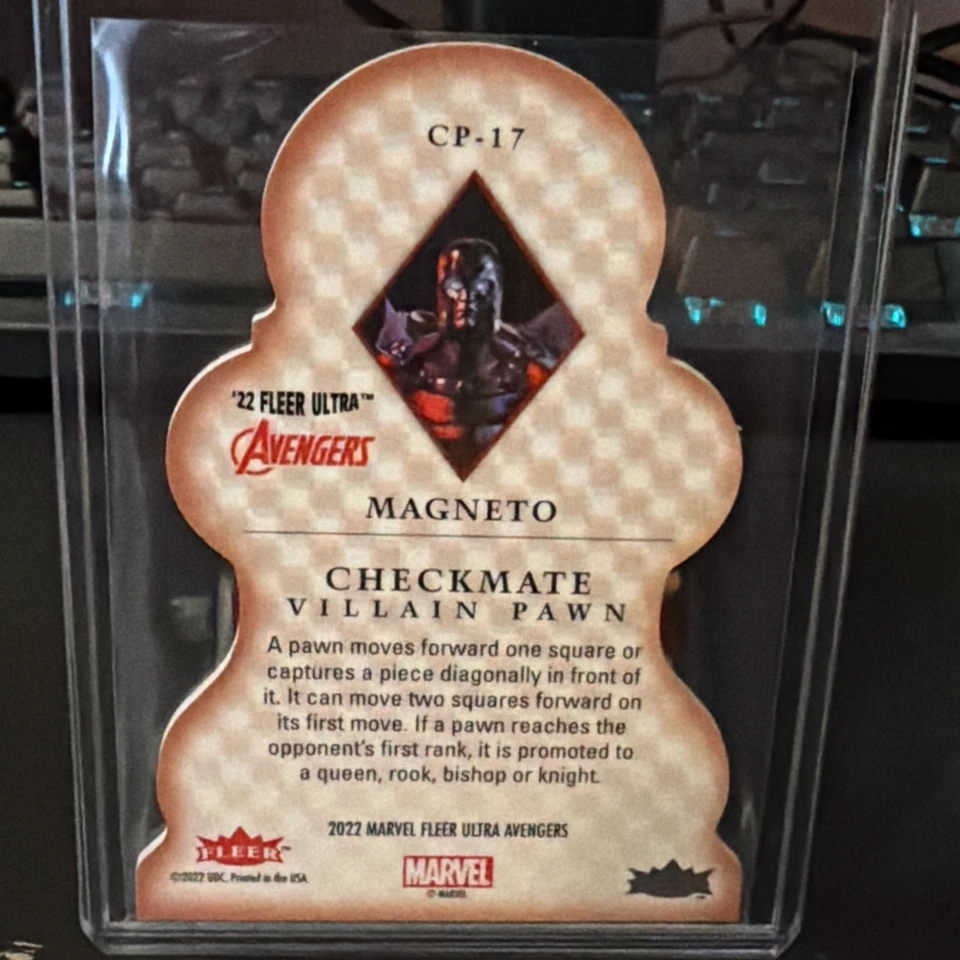 CP-17
'22 FLEER ULTRA™
AVENGERS
MAGNETO
CHECKMATE
VILLAIN PAWN
A pawn moves forward one square or
captures a piece diagonally in front of
it. It can move two squares forward on
its first move. If a pawn reaches the
opponent's first rank, it is promoted to
a queen, rook, bishop or knight.
2022 MARVEL FLEER ULTRA AVENGERS
FLEER™
©2022 UDC. Printed in the USA
MARVEL
© MARVEL